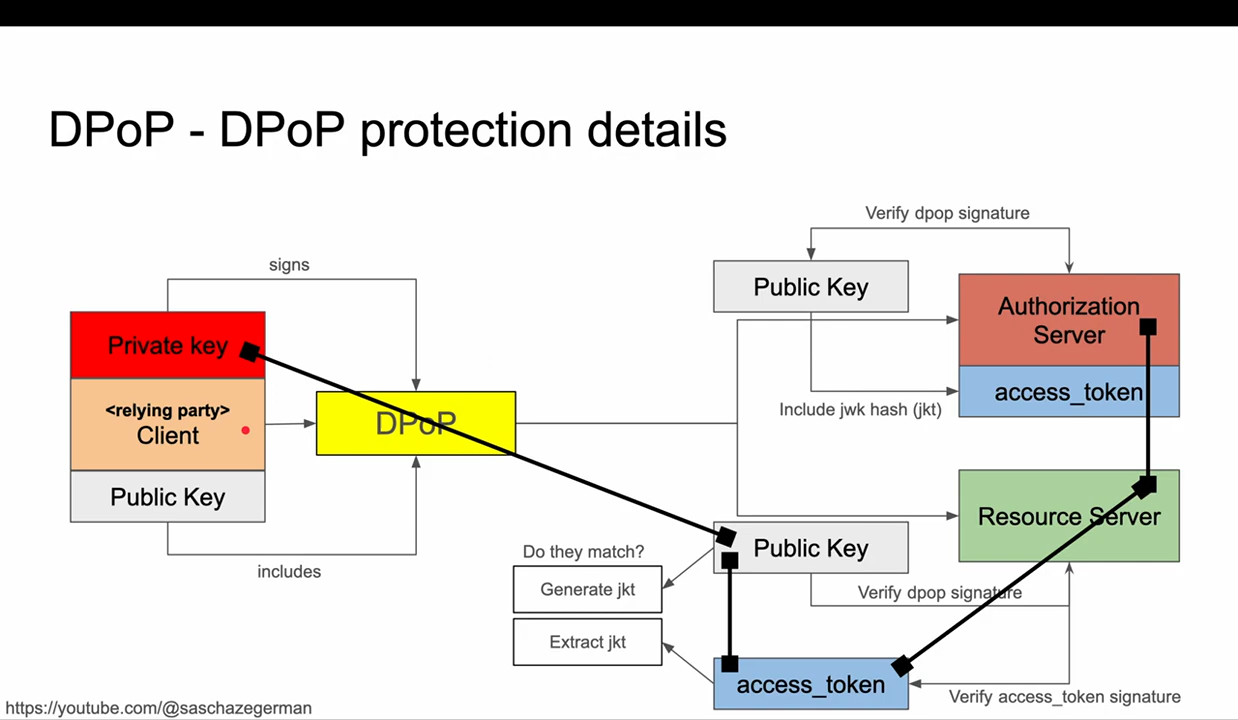 DPoP - DPoP protection details
Verify dpop signature
signs
Public Key
Authorization
Server
Private key
access_token
<relying party>
Client
DPoP
Include jwk hash (jkt)
Public Key
Resource Server
Do they match?
Public Key
includes
Generate jkt
Verify dpop signature
Extract jkt
access_token
Verify access_token signature
https://youtube.com/@saschazegerman